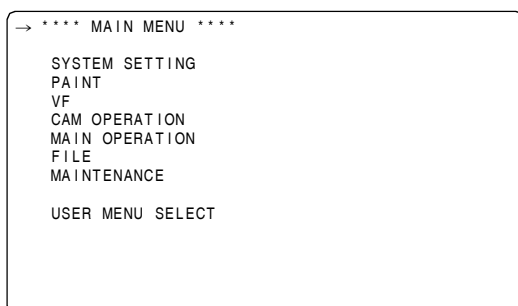 → **** MAIN MENU ****
SYSTEM SETTING
PAINT
VF
CAM OPERATION
MAIN OPERATION
FILE
MAINTENANCE
USER MENU SELECT